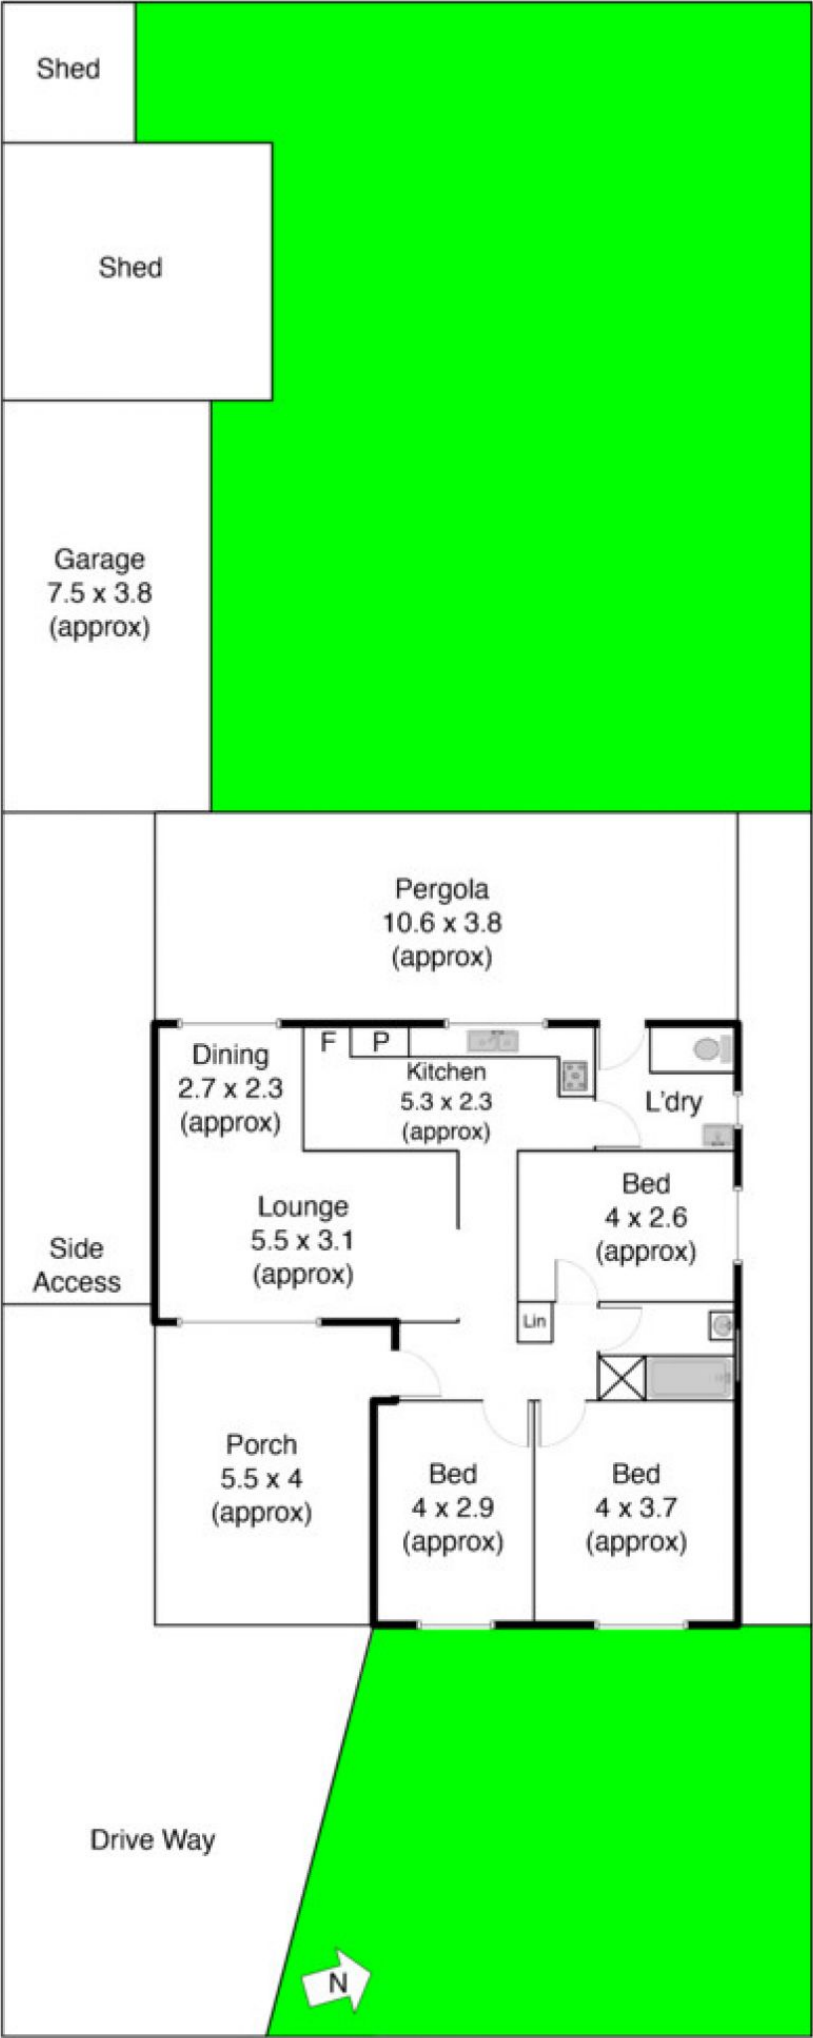 Shed
Shed
Garage
7.5 x 3.8
(approx)
Pergola
10.6 x 3.8
(approx)
Dining
2.7 x 2.3
(approx)
F
P
Kitchen
5.3 x 2.3
(approx)
L'dry
Lounge
5.5 x 3.1
(approx)
Bed
4 x 2.6
(approx)
Side
Access
Lin
Porch
5.5 x 4
(approx)
Bed
4 x 2.9
(approx)
Bed
4 x 3.7
(approx)
Drive Way
N